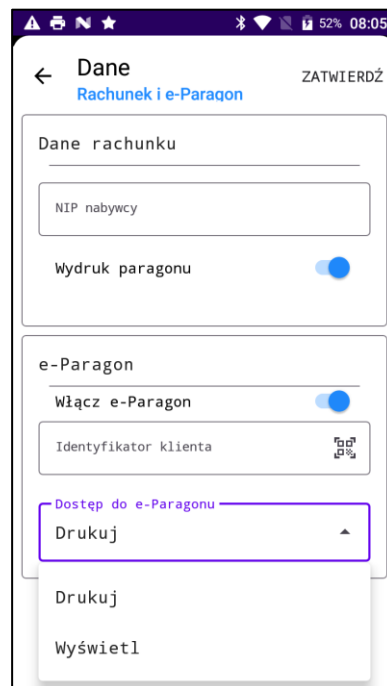 52% 08:05
Dane
ZATWIERDŹ
Rachunek i e-Paragon
Dane rachunku
NIP nabywcy
Wydruk paragonu
e-Paragon
Włącz e-Paragon
Identyfikator klienta
Dostęp do e-Paragonu
Drukuj
Drukuj
Wyświetl